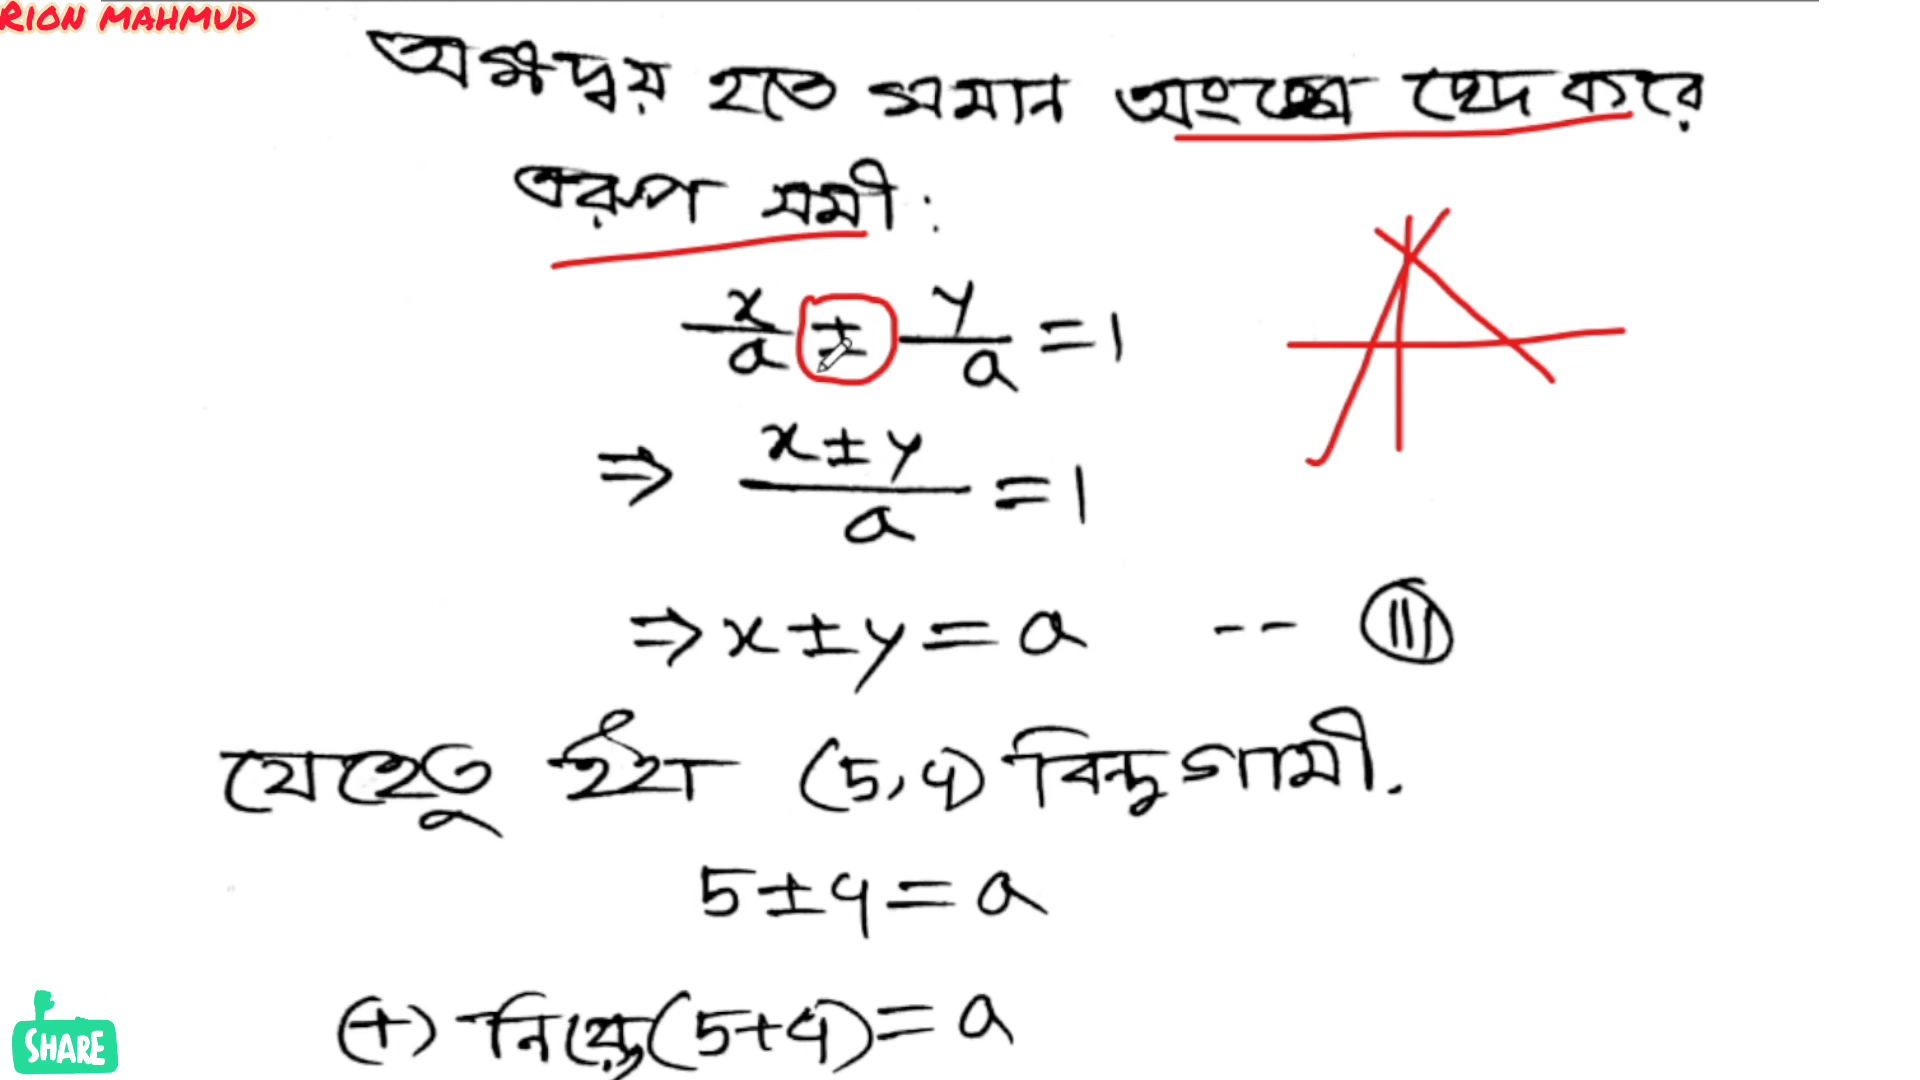 RION MAHMUD
অক্ষদ্বয় হতে সমান অংশে ছেদ করে
এরূপ সমী:
x/a ± y/a = 1
⇒ (x ± y)/a = 1
⇒ x ± y = a -- (III)
যেহেতু ইহা (5,4) বিন্দুগামী.
5 ± 4 = a
(+) নিয়ে (5+4) = a
SHARE